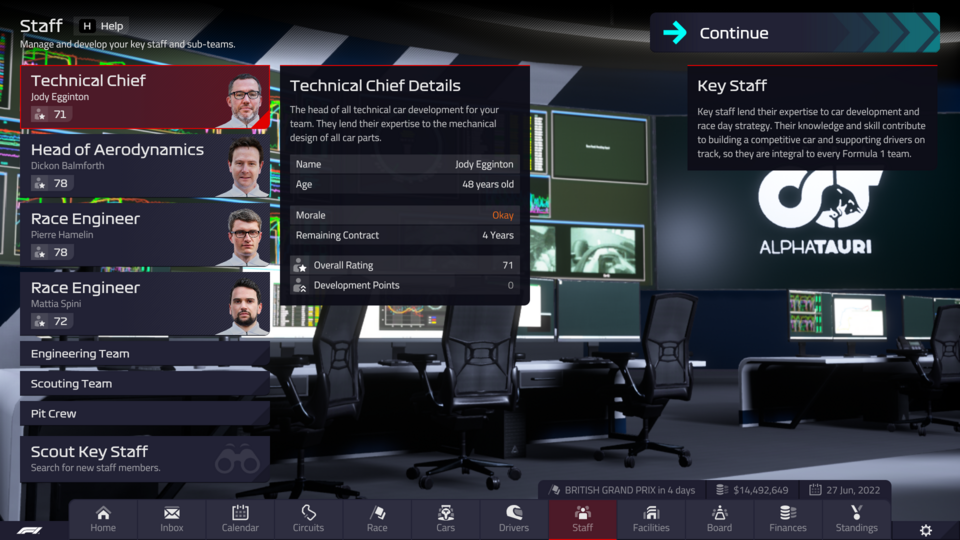 Staff
H Help
Manage and develop your key staff and sub-teams.
Continue
Technical Chief
Jody Egginton
71
Head of Aerodynamics
Dickon Balmforth
78
Race Engineer
Pierre Hamelin
78
Race Engineer
Mattia Spini
72
Engineering Team
Scouting Team
Pit Crew
Scout Key Staff
Search for new staff members.
Technical Chief Details
The head of all technical car development for your
team. They lend their expertise to the mechanical
design of all car parts.
Name Jody Egginton
Age 48 years old
Morale Okay
Remaining Contract 4 Years
Overall Rating 71
Development Points 0
Key Staff
Key staff lend their expertise to car development and
race day strategy. Their knowledge and skill contribute
to building a competitive car and supporting drivers on
track, so they are integral to every Formula 1 team.
ALPHATAURI
BRITISH GRAND PRIX in 4 days
$14,492,649
27 Jun, 2022
Home
Inbox
Calendar
Circuits
Race
Cars
Drivers
Staff
Facilities
Board
Finances
Standings